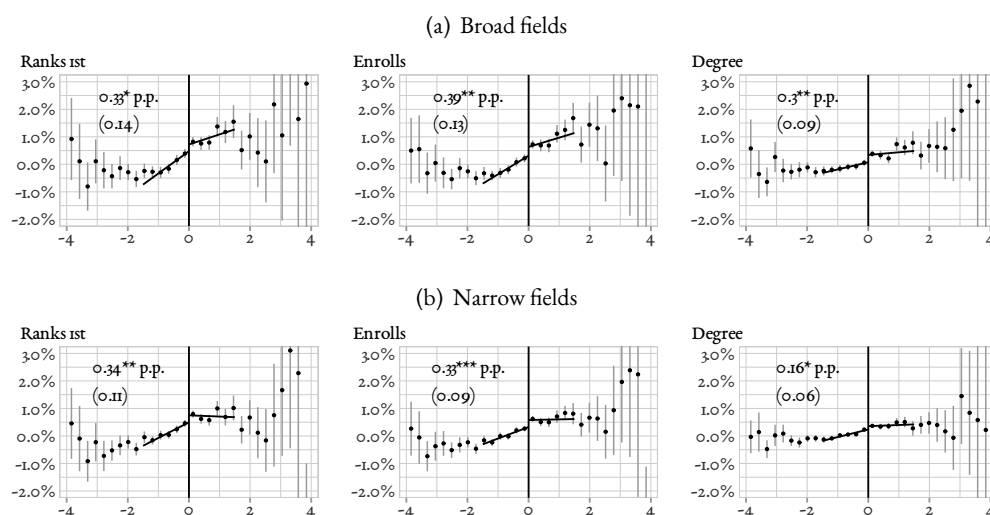 (a) Broad fields
Ranks 1st Enrolls Degree
3.0% 3.0% 3.0%
0.33* p.p. 0.39** p.p. 0.3** p.p.
2.0% 2.0% 2.0%
(0.14) (0.13) (0.09)
1.0% 1.0% 1.0%
0.0% 0.0% 0.0%
-1.0% -1.0% -1.0%
-2.0% -2.0% -2.0%
-4 -2 0 2 4 -4 -2 0 2 4 -4 -2 0 2 4
(b) Narrow fields
Ranks 1st Enrolls Degree
3.0% 3.0% 3.0%
0.34** p.p. 0.33*** p.p. 0.16* p.p.
2.0% 2.0% 2.0%
(0.11) (0.09) (0.06)
1.0% 1.0% 1.0%
0.0% 0.0% 0.0%
-1.0% -1.0% -1.0%
-2.0% -2.0% -2.0%
-4 -2 0 2 4 -4 -2 0 2 4 -4 -2 0 2 4